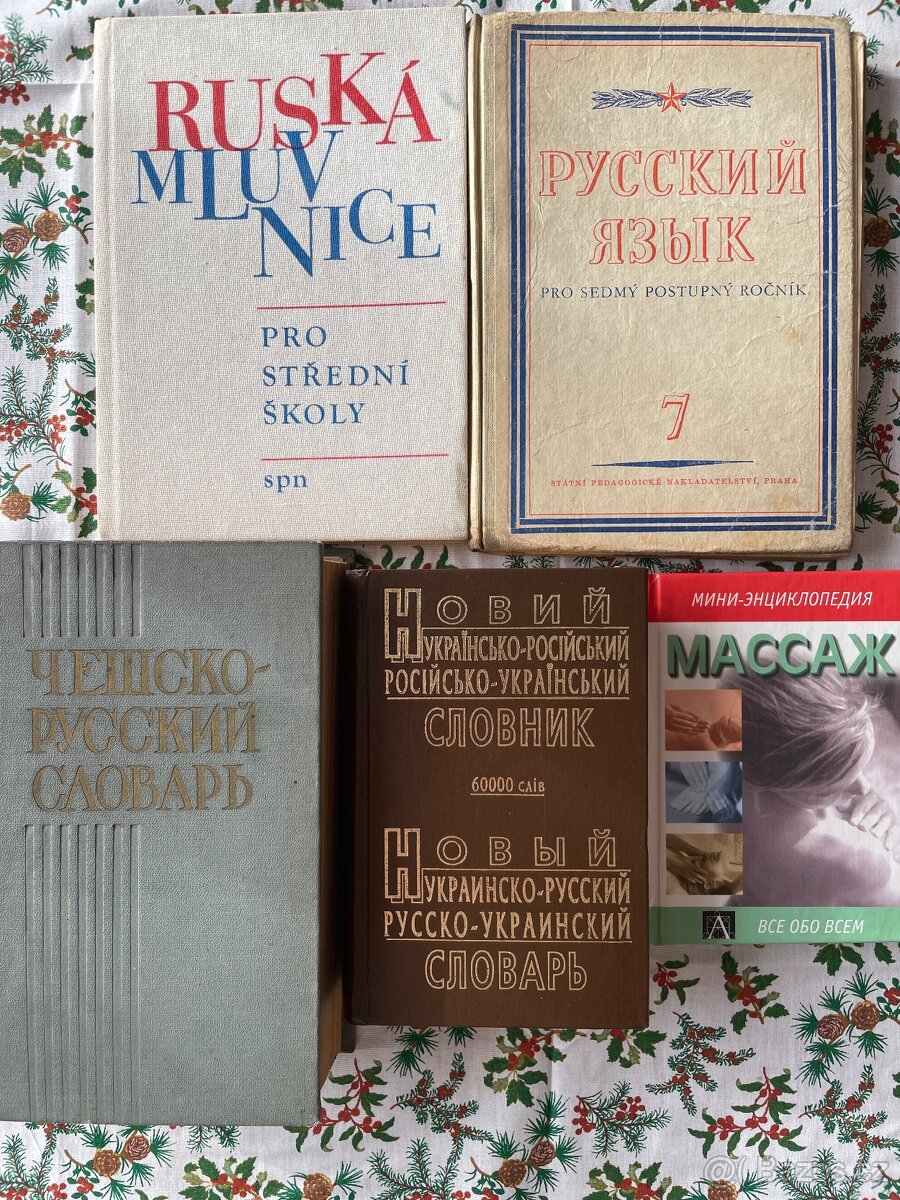 RUSKÁ
MLUV
NICE
PRO
STŘEDNÍ
ŠKOLY
spn
РУССКИЙ
ЯЗЫК
PRO SEDMÝ POSTUPNÝ ROČNÍK
7
STÁTNÍ PEDAGOGICKÉ NAKLADATELSTVÍ, PRAHA
ЧЕШСКО-
РУССКИЙ
СЛОВАРЬ
НОВИЙ
УКРАЇНСЬКО-РОСІЙСЬКИЙ
РОСІЙСЬКО-УКРАЇНСЬКИЙ
СЛОВНИК
60000 слів
НОВЫЙ
УКРАИНСКО-РУССКИЙ
РУССКО-УКРАИНСКИЙ
СЛОВАРЬ
МИНИ-ЭНЦИКЛОПЕДИЯ
МАССАЖ
А
ВСЕ ОБО ВСЕМ
Bazos.cz